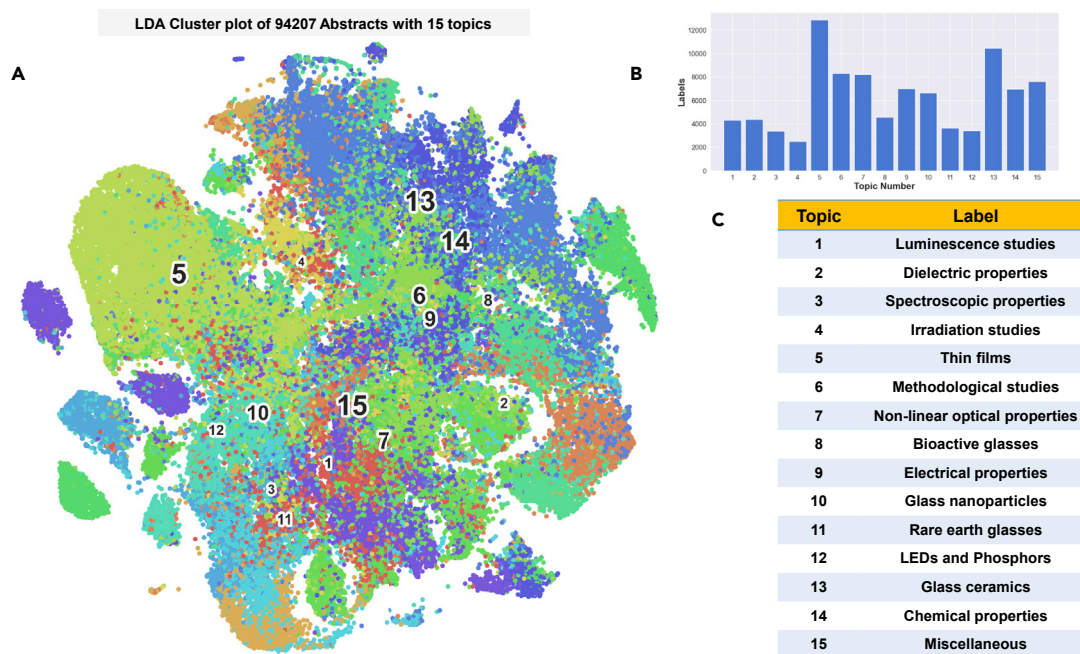 LDA Cluster plot of 94207 Abstracts with 15 topics
A
13
14
4
5
6
8
9
15
2
10
12
7
1
3
11
B
Labels
12000
10000
8000
6000
4000
2000
0
1 2 3 4 5 6 7 8 9 10 11 12 13 14 15
Topic Number
C
Topic Label
1 Luminescence studies
2 Dielectric properties
3 Spectroscopic properties
4 Irradiation studies
5 Thin films
6 Methodological studies
7 Non-linear optical properties
8 Bioactive glasses
9 Electrical properties
10 Glass nanoparticles
11 Rare earth glasses
12 LEDs and Phosphors
13 Glass ceramics
14 Chemical properties
15 Miscellaneous